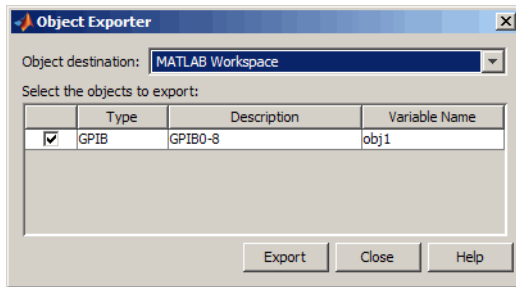 Object Exporter
Object destination: MATLAB Workspace
Select the objects to export:
Type Description Variable Name
GPIB GPIB0-8 obj1
Export Close Help